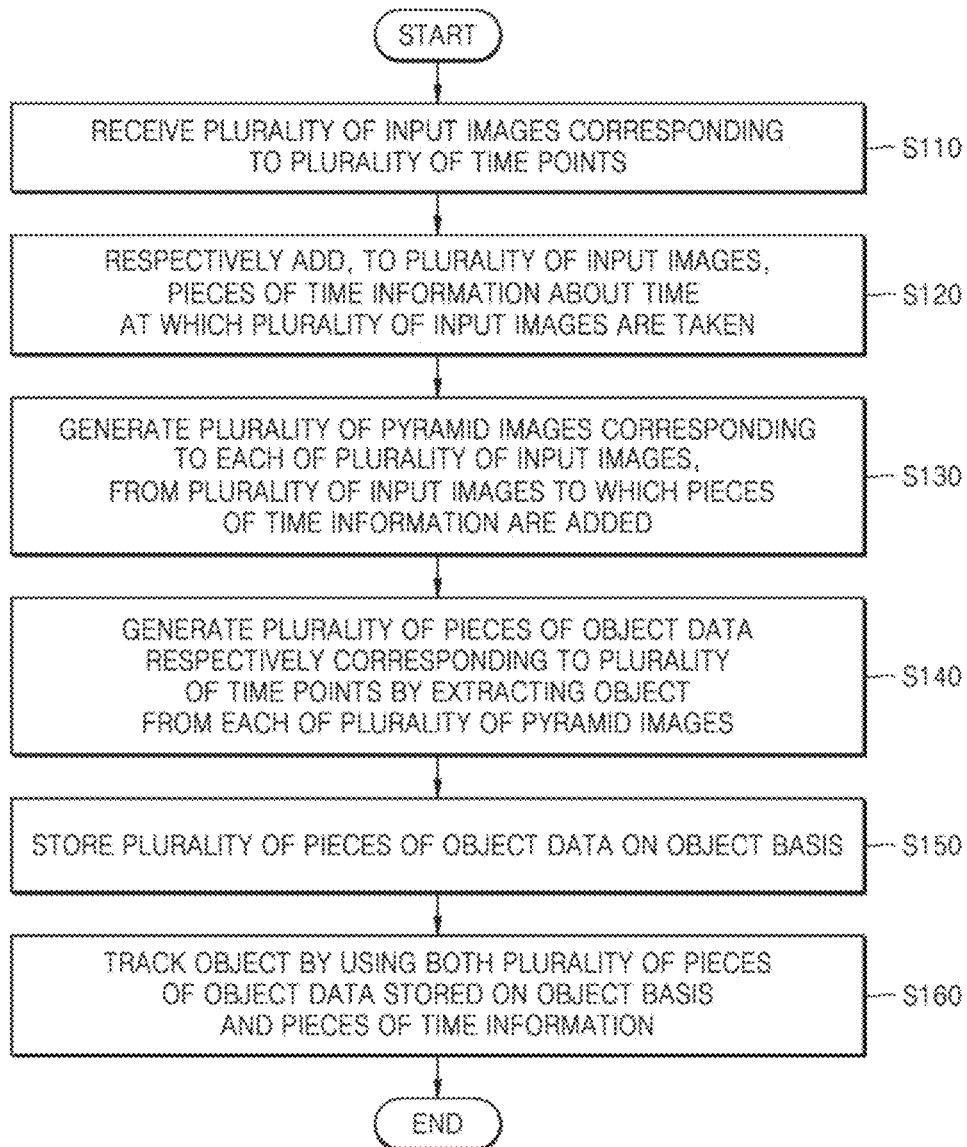 START
RECEIVE PLURALITY OF INPUT IMAGES CORRESPONDING
TO PLURALITY OF TIME POINTS
S110
RESPECTIVELY ADD, TO PLURALITY OF INPUT IMAGES,
PIECES OF TIME INFORMATION ABOUT TIME
AT WHICH PLURALITY OF INPUT IMAGES ARE TAKEN
S120
GENERATE PLURALITY OF PYRAMID IMAGES CORRESPONDING
TO EACH OF PLURALITY OF INPUT IMAGES,
FROM PLURALITY OF INPUT IMAGES TO WHICH PIECES
OF TIME INFORMATION ARE ADDED
S130
GENERATE PLURALITY OF PIECES OF OBJECT DATA
RESPECTIVELY CORRESPONDING TO PLURALITY
OF TIME POINTS BY EXTRACTING OBJECT
FROM EACH OF PLURALITY OF PYRAMID IMAGES
S140
STORE PLURALITY OF PIECES OF OBJECT DATA ON OBJECT BASIS
S150
TRACK OBJECT BY USING BOTH PLURALITY OF PIECES
OF OBJECT DATA STORED ON OBJECT BASIS
AND PIECES OF TIME INFORMATION
S160
END